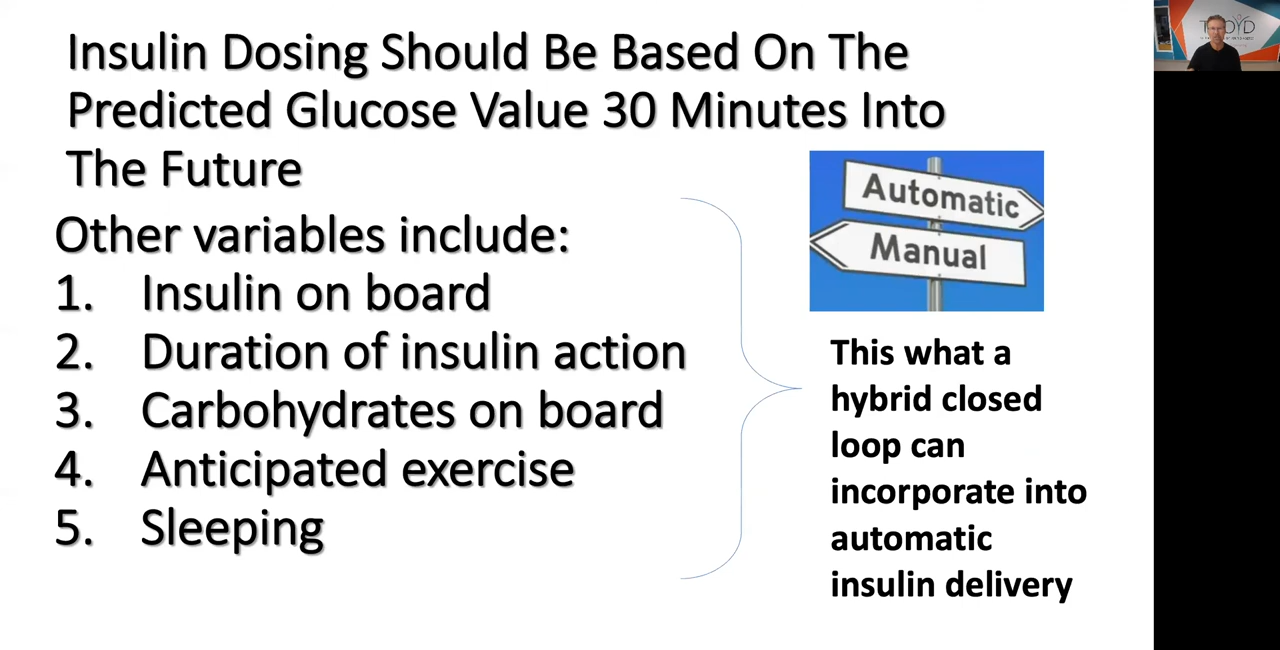 Insulin Dosing Should Be Based On The
Predicted Glucose Value 30 Minutes Into
The Future
Other variables include:
1. Insulin on board
2. Duration of insulin action
3. Carbohydrates on board
4. Anticipated exercise
5. Sleeping
Automatic
Manual
This what a
hybrid closed
loop can
incorporate into
automatic
insulin delivery